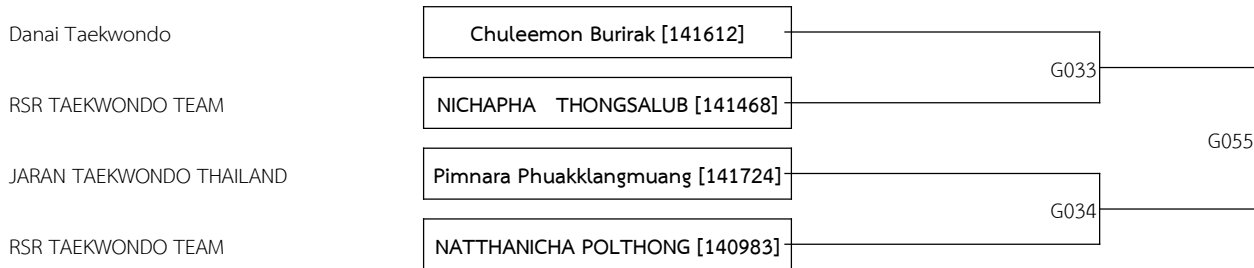 Danai Taekwondo Chuleemon Burirak [141612]
G033
RSR TAEKWONDO TEAM NICHAPHA THONGSALUB [141468]
G055
JARAN TAEKWONDO THAILAND Pimnara Phuakklangmuang [141724]
G034
RSR TAEKWONDO TEAM NATTHANICHA POLTHONG [140983]